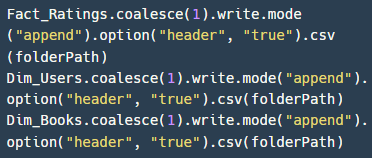 Fact_Ratings.coalesce(1).write.mode
("append").option("header", "true").csv
(folderPath)
Dim_Users.coalesce(1).write.mode("append").
option("header", "true").csv(folderPath)
Dim_Books.coalesce(1).write.mode("append").
option("header", "true").csv(folderPath)